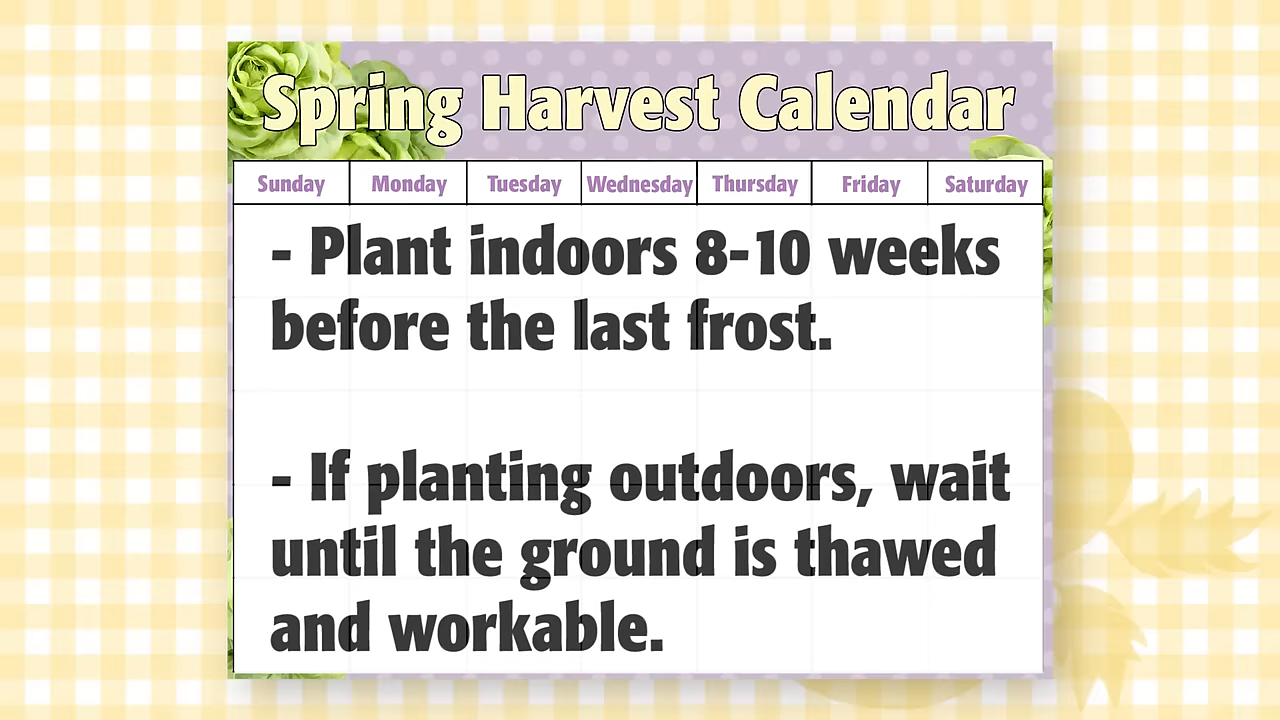 Spring Harvest Calendar
Sunday Monday Tuesday Wednesday Thursday Friday Saturday
- Plant indoors 8-10 weeks
before the last frost.
- If planting outdoors, wait
until the ground is thawed
and workable.